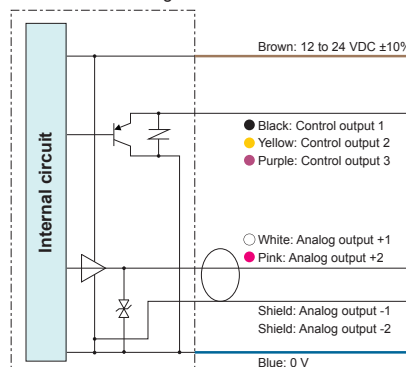 Brown: 12 to 24 VDC ±10%
Internal circuit
Black: Control output 1
Yellow: Control output 2
Purple: Control output 3
White: Analog output +1
Pink: Analog output +2
Shield: Analog output -1
Shield: Analog output -2
Blue: 0 V